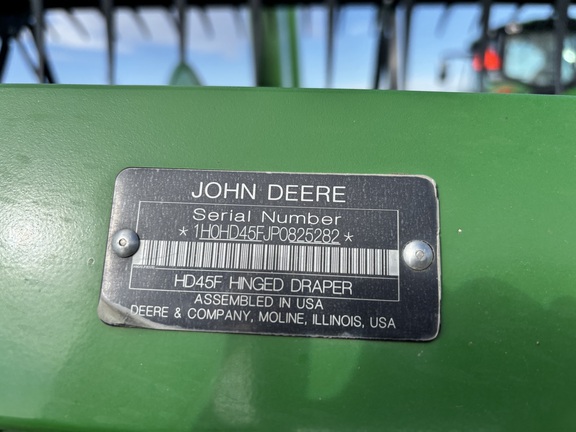 JOHN DEERE
Serial Number
*1H0HD45FJP0825282*
HD45F HINGED DRAPER
ASSEMBLED IN USA
DEERE & COMPANY, MOLINE, ILLINOIS, USA